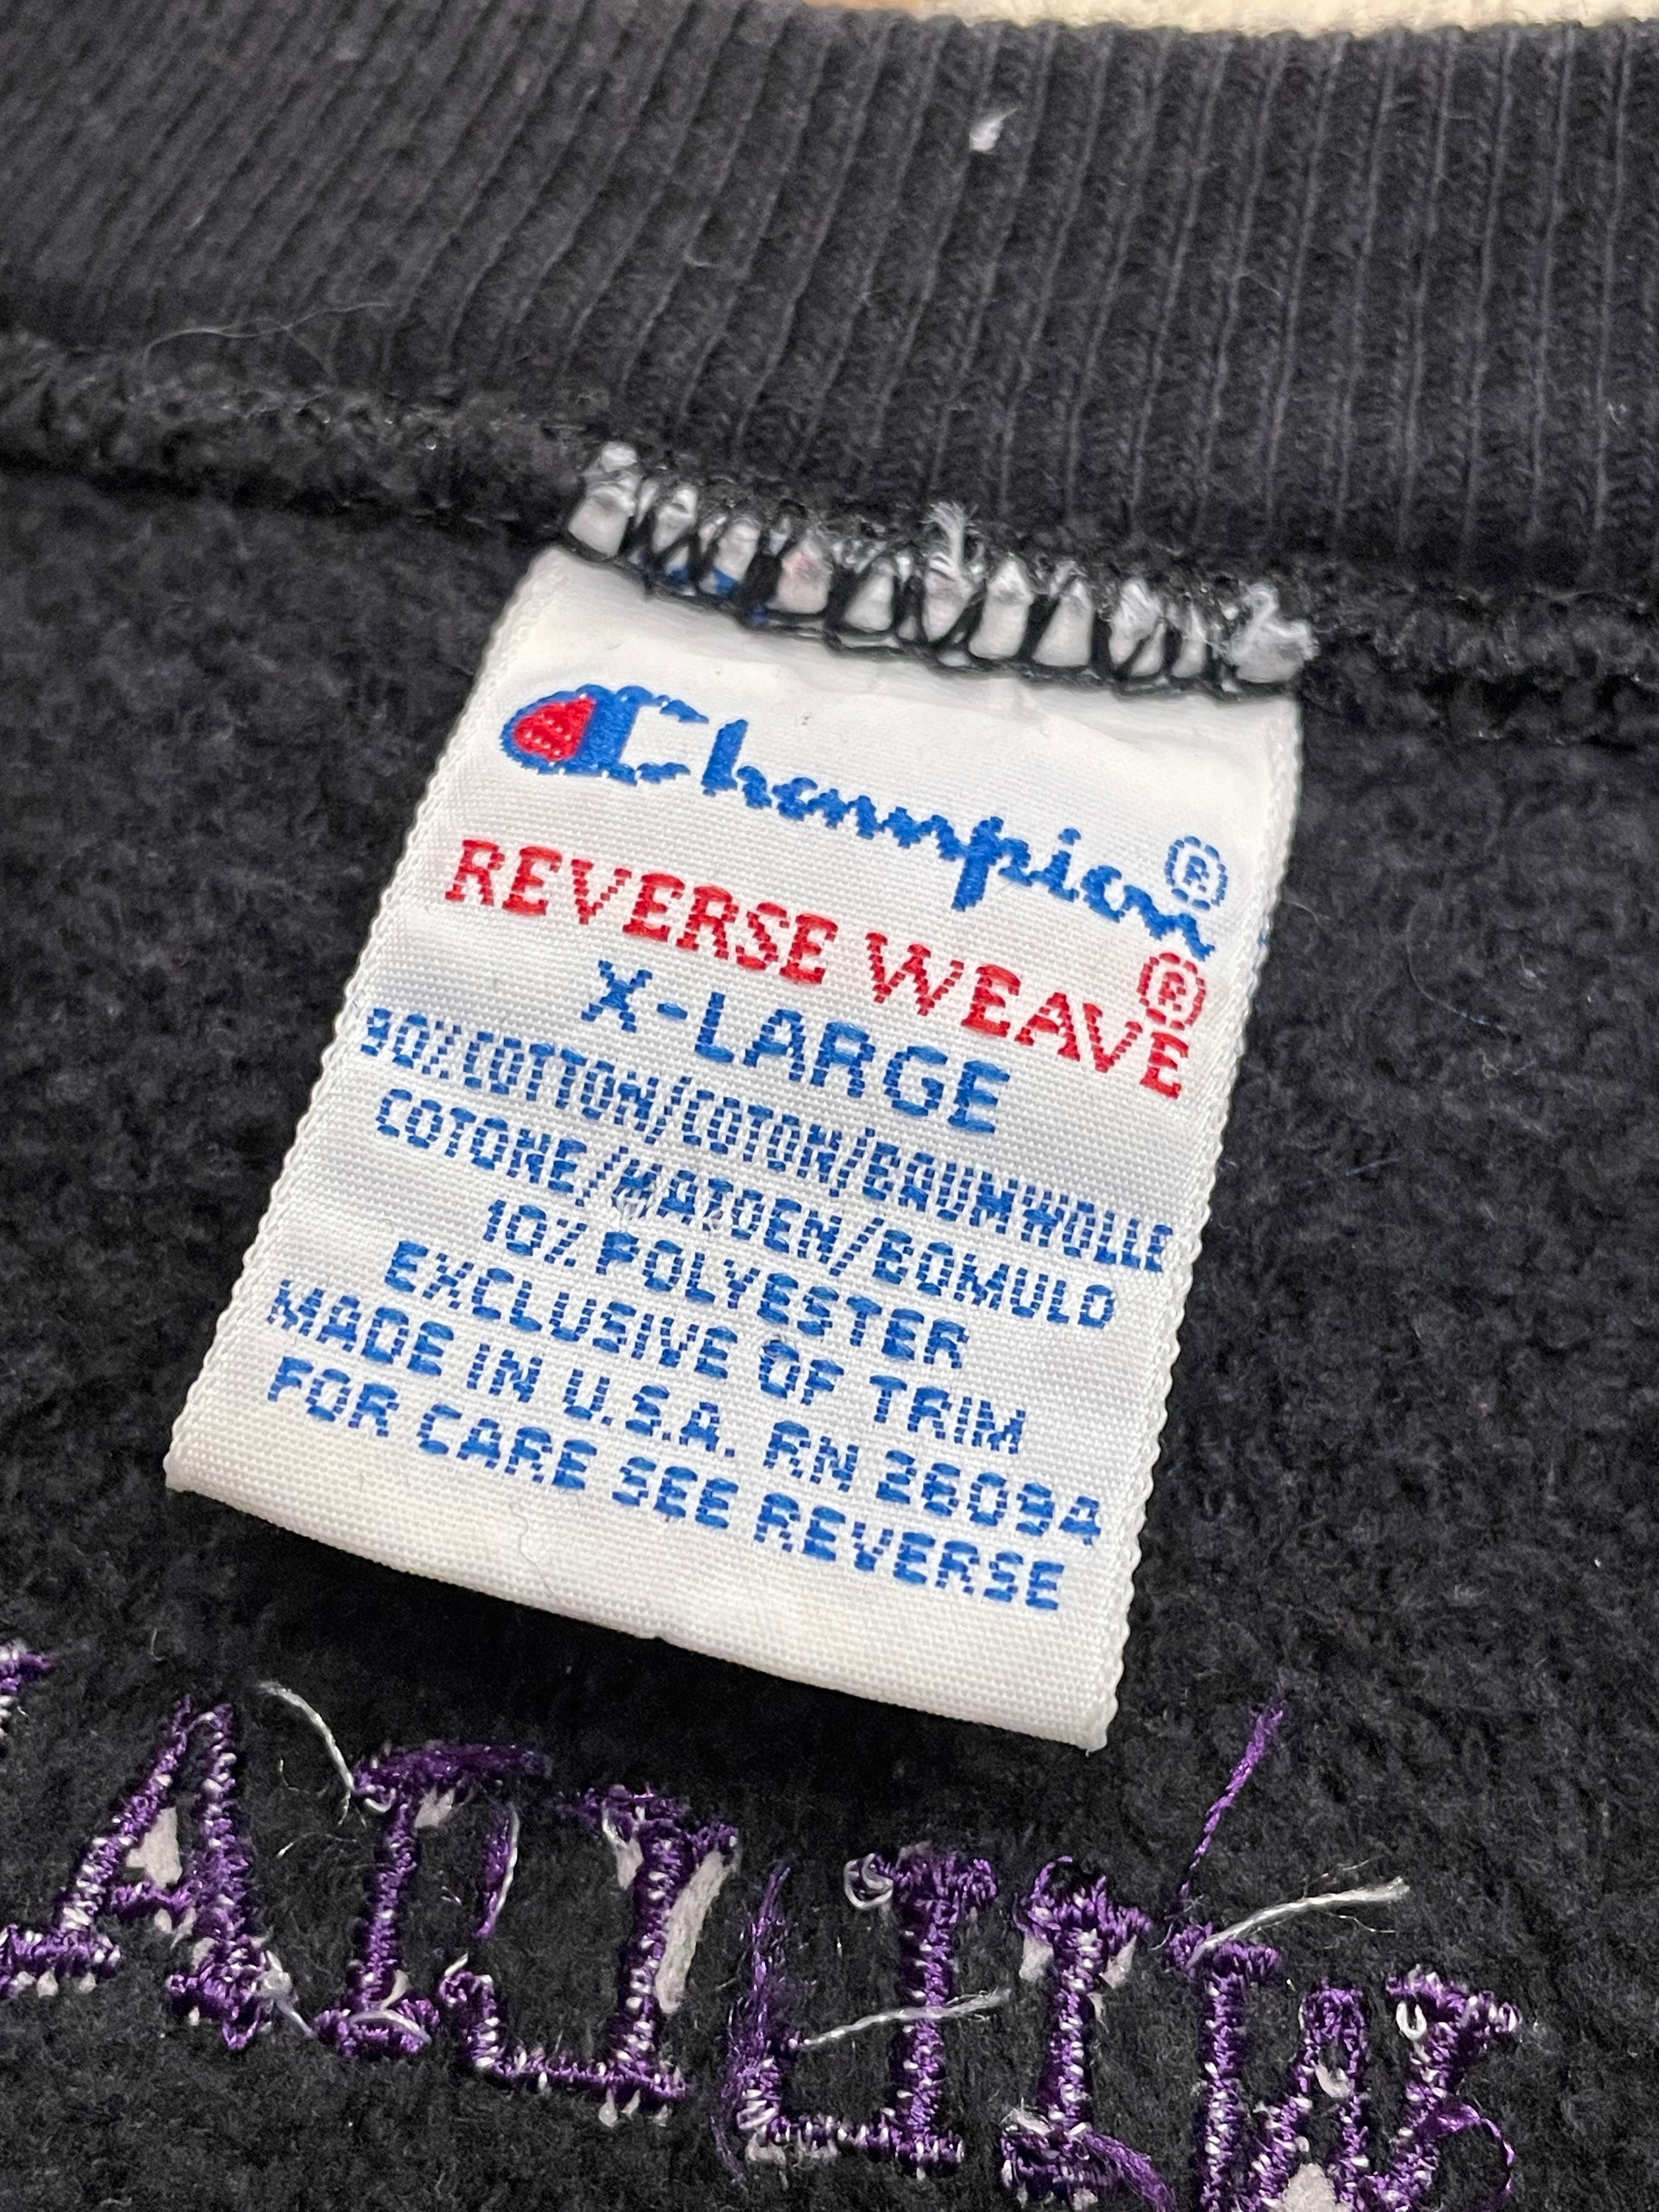 Champion®
REVERSE WEAVE®
X-LARGE
90%COTTON/COTON/BAUMWOLLE
COTONE/KATOEN/BOMULD
10%POLYESTER
EXCLUSIVE OF TRIM
MADE IN U.S.A. RN 26094
FOR CARE SEE REVERSE